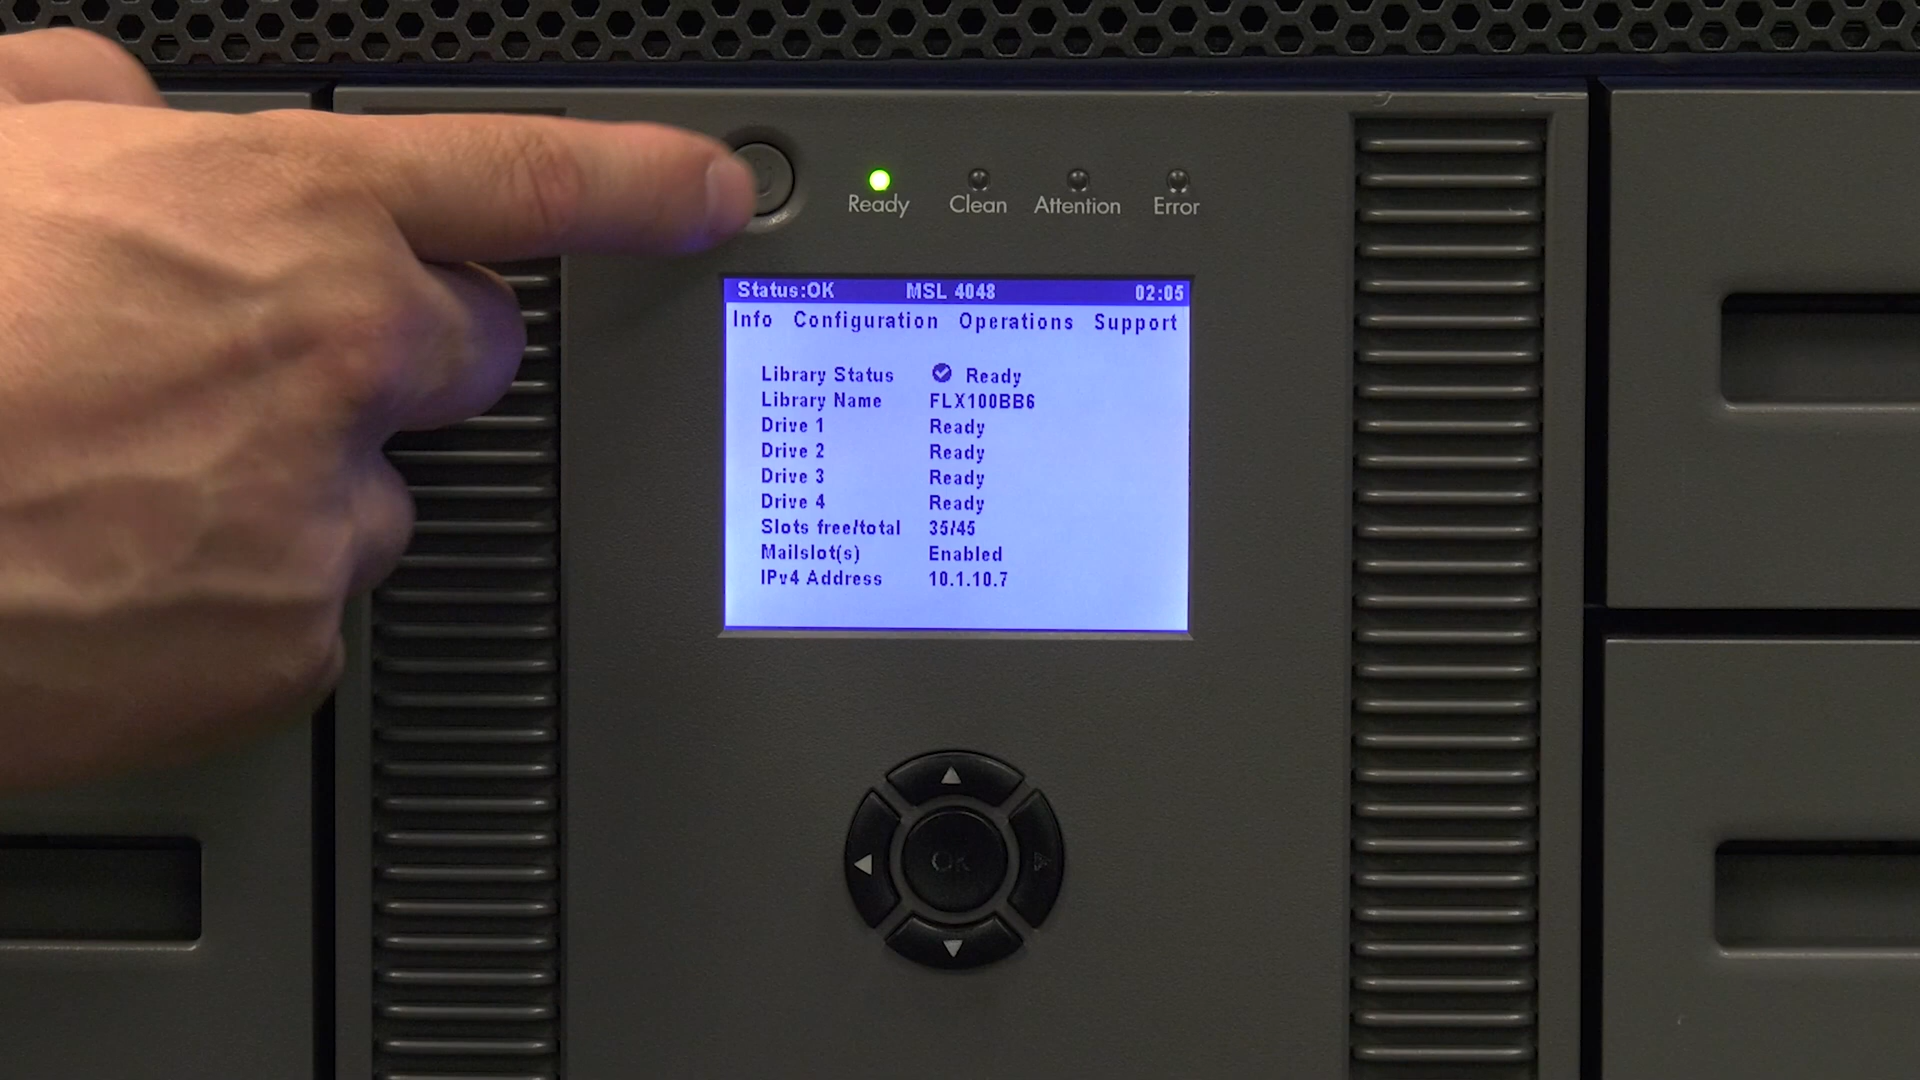 Ready Clean Attention Error
Status:OK MSL 4048 02:05
Info Configuration Operations Support
Library Status Ready
Library Name FLX100BB6
Drive 1 Ready
Drive 2 Ready
Drive 3 Ready
Drive 4 Ready
Slots free/total 35/45
Mailslot(s) Enabled
IPv4 Address 10.1.10.7
OK